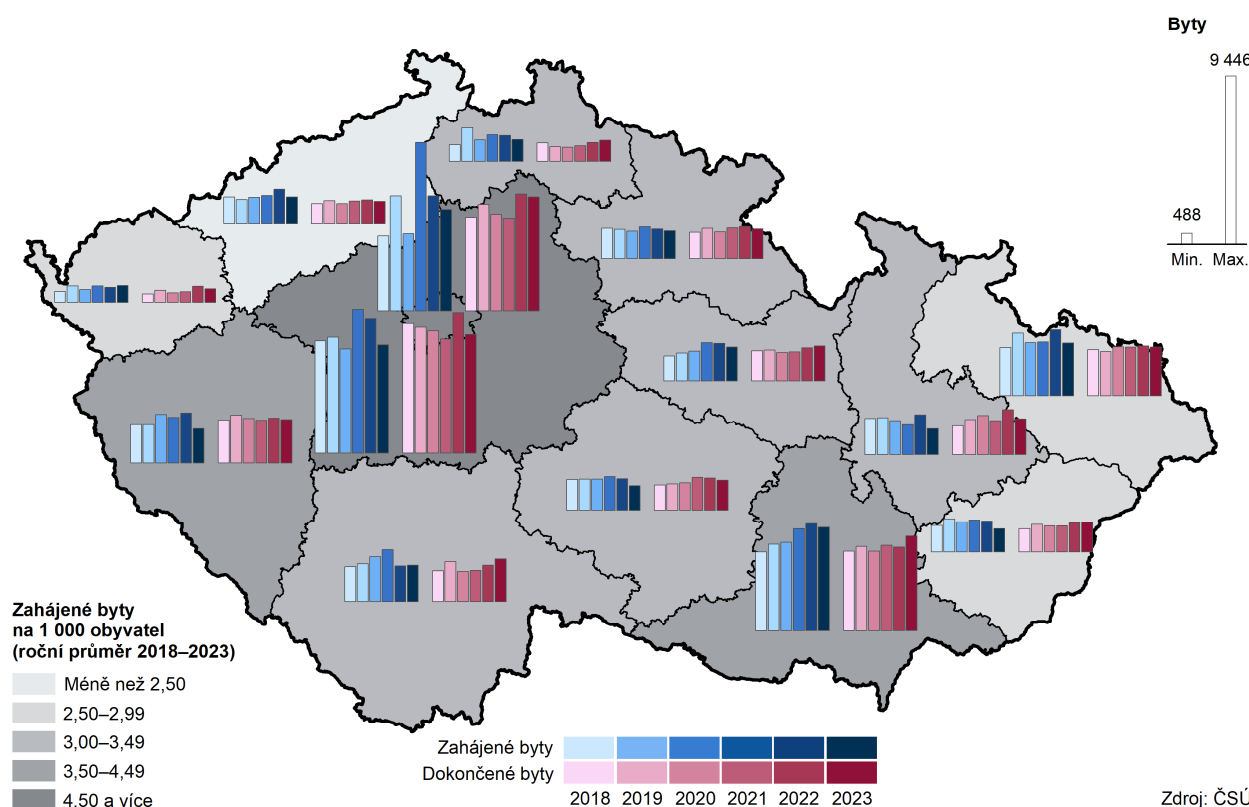 Byty
9 446
488
Min. Max.
Zahájené byty
na 1 000 obyvatel
(roční průměr 2018–2023)
Méně než 2,50
2,50–2,99
3,00–3,49
3,50–4,49
4.50 a více
Zahájené byty
Dokončené byty
2018 2019 2020 2021 2022 2023
Zdroj: ČSÚ